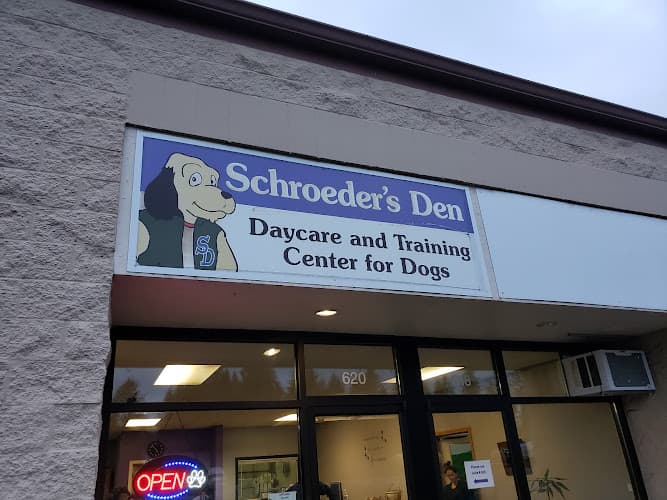 Schroeder's Den
Daycare and Training
Center for Dogs
SD
620
OPEN